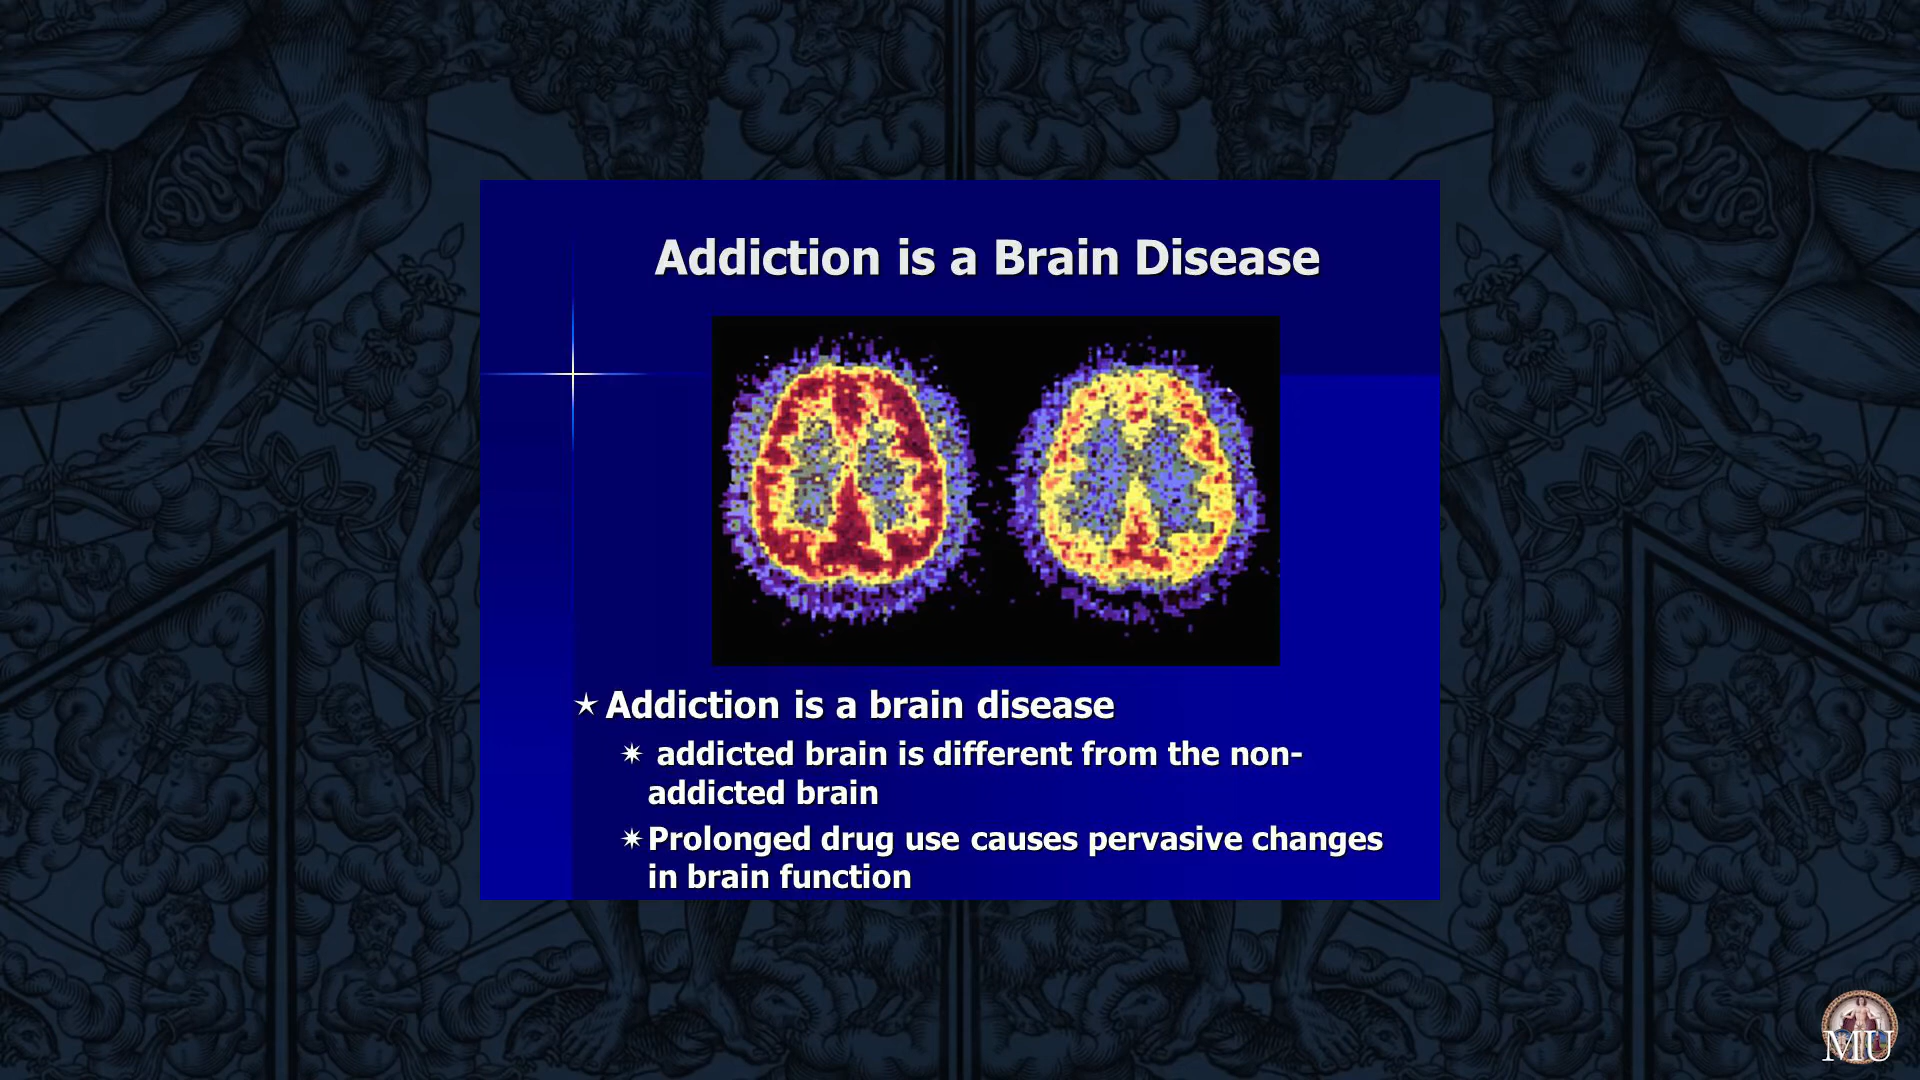 Addiction is a Brain Disease
Addiction is a brain disease
addicted brain is different from the non-
addicted brain
Prolonged drug use causes pervasive changes
in brain function
MU